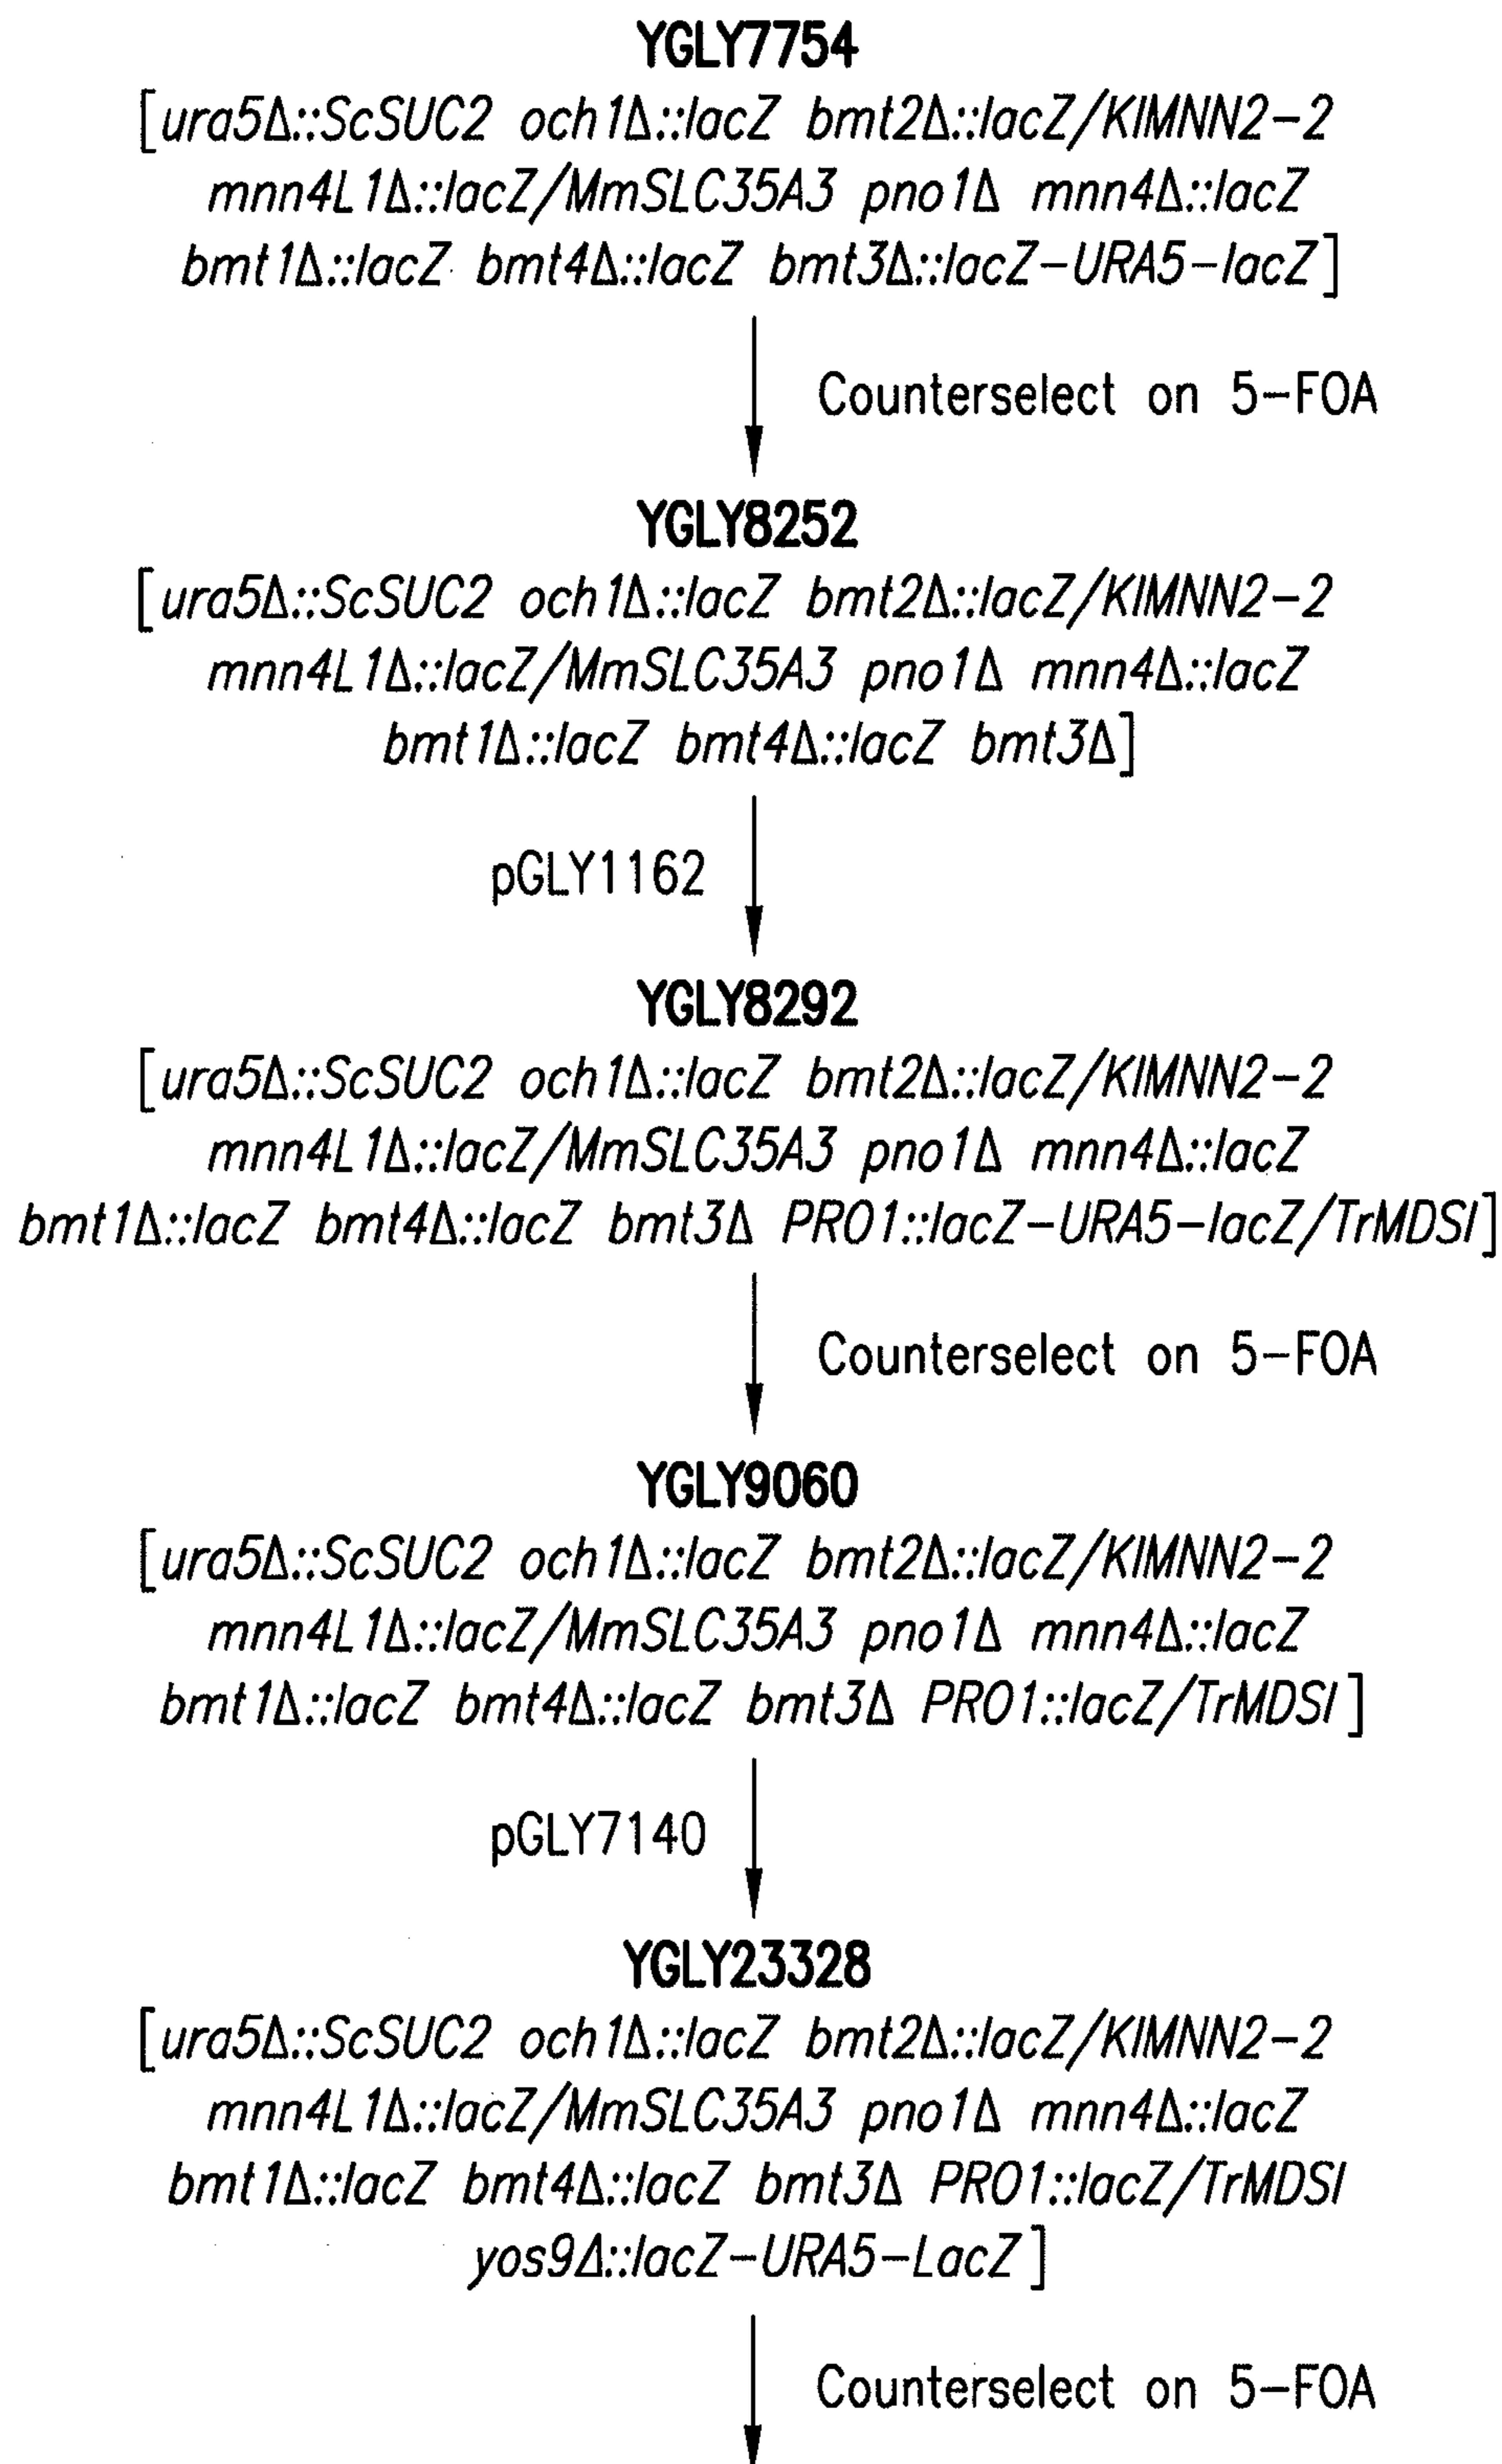 YGLY7754
[ura5Δ::ScSUC2 och1Δ::lacZ bmt2Δ::lacZ/KlMNN2-2
mnn4L1Δ::lacZ/MmSLC35A3 pno1Δ mnn4Δ::lacZ
bmt1Δ::lacZ bmt4Δ::lacZ bmt3Δ::lacZ-URA5-lacZ]
Counterselect on 5-FOA
YGLY8252
[ura5Δ::ScSUC2 och1Δ::lacZ bmt2Δ::lacZ/KlMNN2-2
mnn4L1Δ::lacZ/MmSLC35A3 pno1Δ mnn4Δ::lacZ
bmt1Δ::lacZ bmt4Δ::lacZ bmt3Δ]
pGLY1162
YGLY8292
[ura5Δ::ScSUC2 och1Δ::lacZ bmt2Δ::lacZ/KlMNN2-2
mnn4L1Δ::lacZ/MmSLC35A3 pno1Δ mnn4Δ::lacZ
bmt1Δ::lacZ bmt4Δ::lacZ bmt3Δ PRO1::lacZ-URA5-lacZ/TrMDSI]
Counterselect on 5-FOA
YGLY9060
[ura5Δ::ScSUC2 och1Δ::lacZ bmt2Δ::lacZ/KlMNN2-2
mnn4L1Δ::lacZ/MmSLC35A3 pno1Δ mnn4Δ::lacZ
bmt1Δ::lacZ bmt4Δ::lacZ bmt3Δ PRO1::lacZ/TrMDSI]
pGLY7140
YGLY23328
[ura5Δ::ScSUC2 och1Δ::lacZ bmt2Δ::lacZ/KlMNN2-2
mnn4L1Δ::lacZ/MmSLC35A3 pno1Δ mnn4Δ::lacZ
bmt1Δ::lacZ bmt4Δ::lacZ bmt3Δ PRO1::lacZ/TrMDSI
yos9Δ::lacZ-URA5-LacZ]
Counterselect on 5-FOA